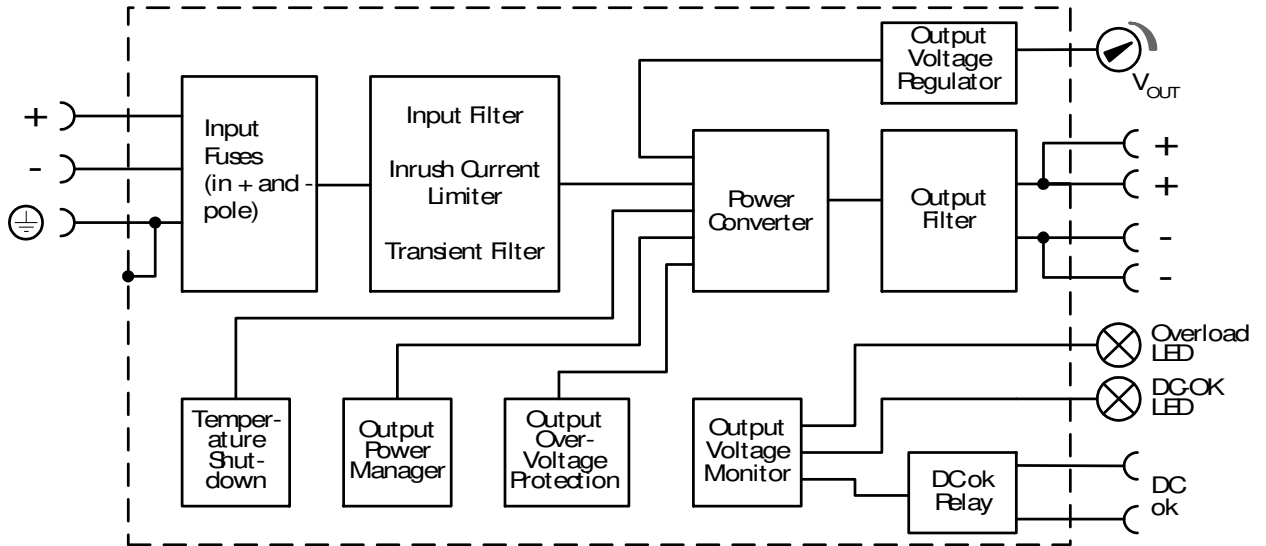 Output
Voltage
Regulator
V OUT
+
-
Input
Fuses
(in + and -
pole)
Input Filter
Inrush Current
Limiter
Transient Filter
Power
Converter
Output
Filter
+
+
-
-
Temper-
ature
Shut-
down
Output
Power
Manager
Output
Over-
Voltage
Protection
Output
Voltage
Monitor
DC ok
Relay
Overload
LED
DC-OK
LED
DC
ok